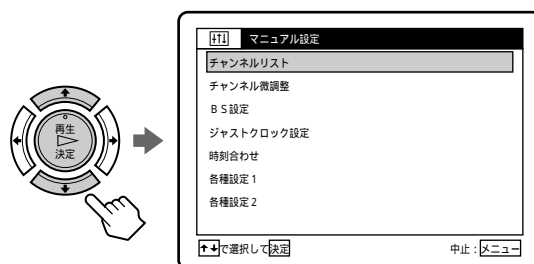 再生
決定
マニュアル設定
チャンネルリスト
チャンネル微調整
ＢＳ設定
ジャストクロック設定
時刻合わせ
各種設定１
各種設定２
で選択して決定 中止：メニュー